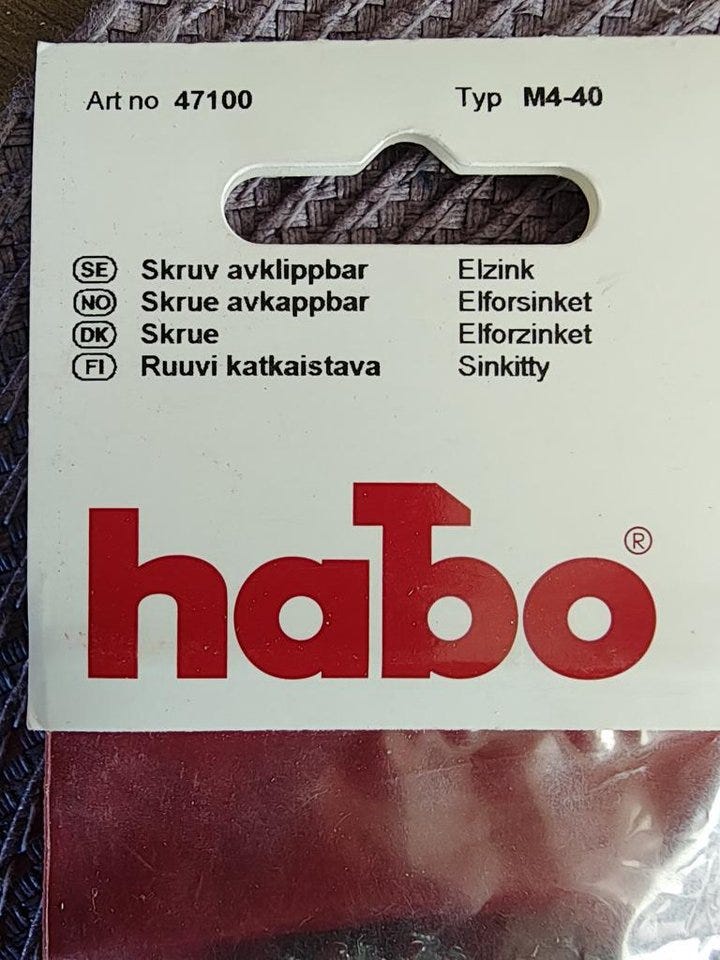 Art no 47100 Typ M4-40
SE Skruv avklippbar Elzink
NO Skrue avkappbar Elforsinket
DK Skrue Elforzinket
FI Ruuvi katkaistava Sinkitty
habo ®